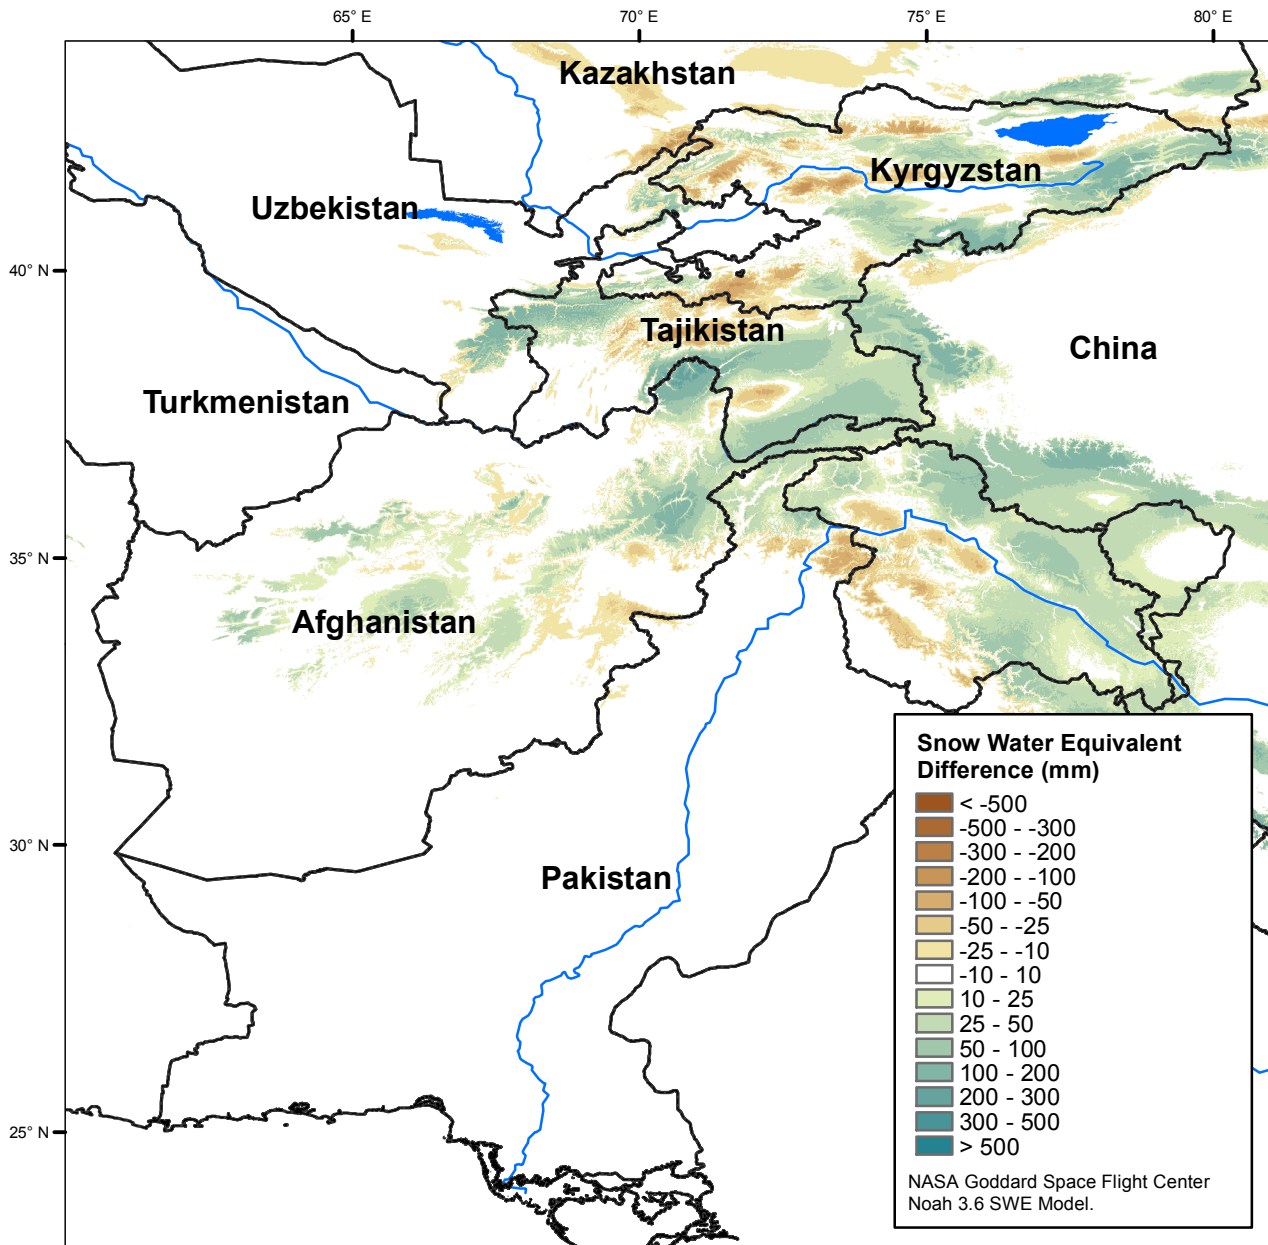 65° E
70° E
75° E
80° E
Kazakhstan
Kyrgyzstan
Uzbekistan
40° N
Tajikistan
China
Turkmenistan
35° N
Afghanistan
30° N
Pakistan
25° N
Snow Water Equivalent
Difference (mm)
< -500
-500 - -300
-300 - -200
-200 - -100
-100 - -50
-50 - -25
-25 - -10
-10 - 10
10 - 25
25 - 50
50 - 100
100 - 200
200 - 300
300 - 500
> 500
NASA Goddard Space Flight Center
Noah 3.6 SWE Model.